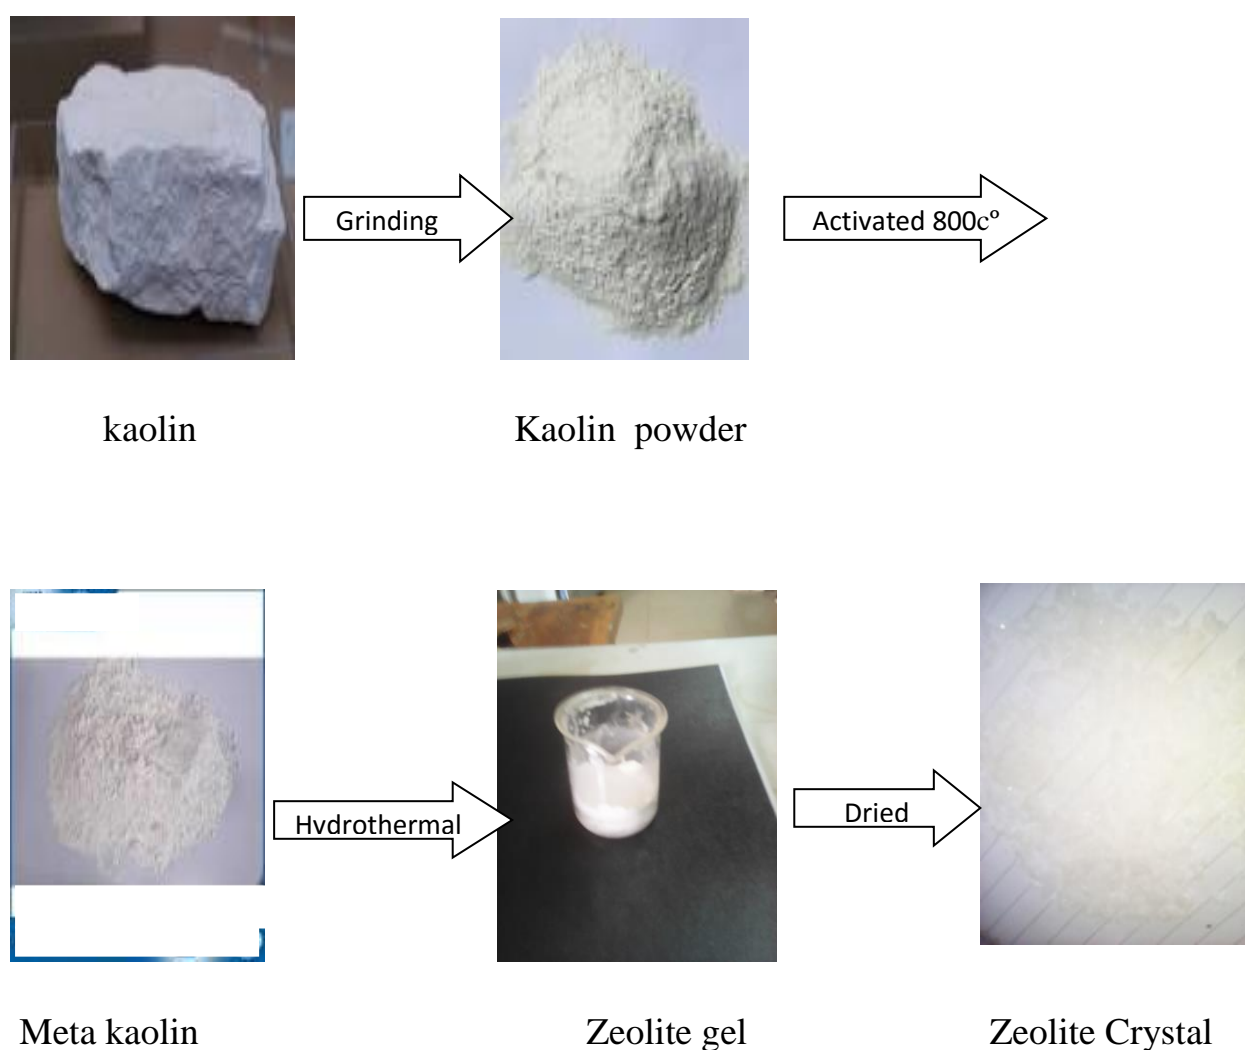 Grinding
Activated 800cº
kaolin
Kaolin  powder
Hydrothermal
Dried
Meta kaolin
Zeolite gel
Zeolite Crystal